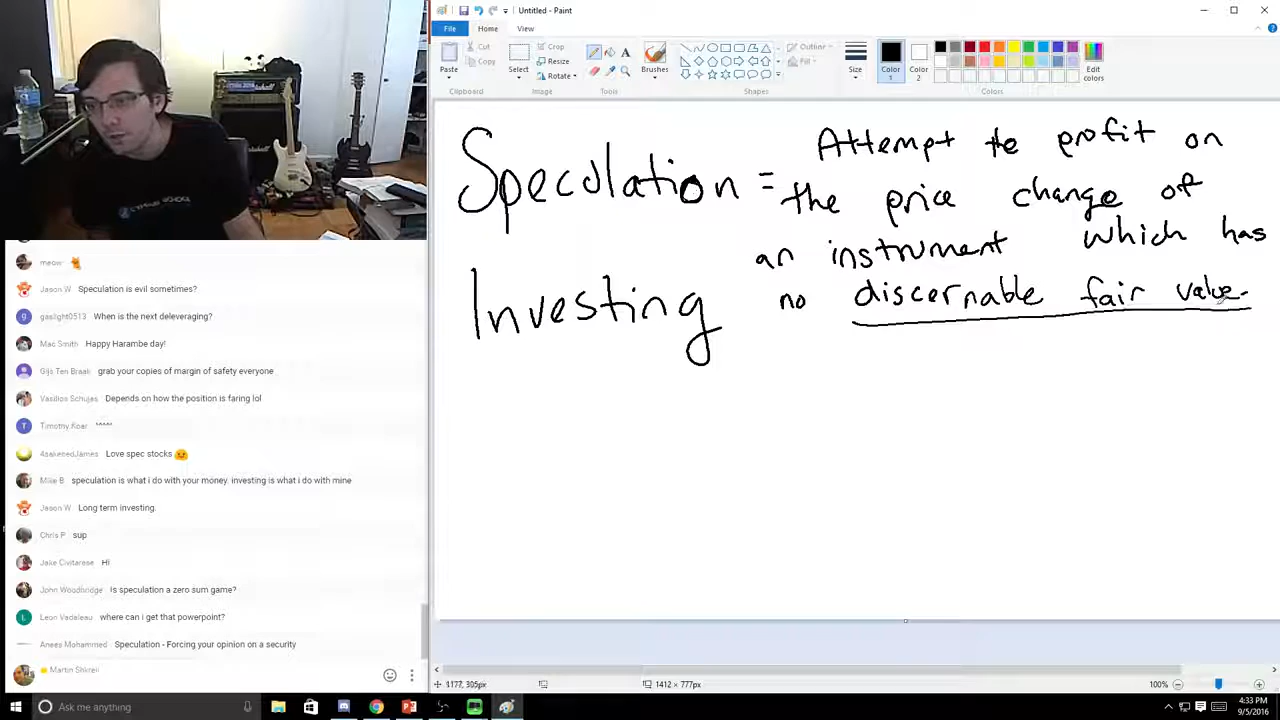 Untitled - Paint
File
Home
View
Paste
Cut
Copy
Select
Crop
Resize
Rotate
Brushes
Outline
Fill
Size
Color 1
Color 2
Edit colors
Clipboard
Image
Tools
Shapes
Colors
Marshall
Speculation = Attempt to profit on
the price change of
an instrument which has
no discernable fair value.
Investing
meow
Jason W Speculation is evil sometimes?
gaslight0513 When is the next deleveraging?
Mac Smith Happy Harambe day!
Gijs Ten Braak grab your copies of margin of safety everyone
Vasilios Schujas Depends on how the position is faring lol
T Timothy Koar ^^^^^
4sakenedJames Love spec stocks
Mike B speculation is what i do with your money. investing is what i do with mine
Jason W Long term investing.
Chris P sup
Jake Civitarese Hi
John Woodbridge Is speculation a zero sum game?
L Leon Vadaleau where can i get that powerpoint?
Anees Mohammed Speculation - Forcing your opinion on a security
Martin Shkreli
1177, 305px
1412 × 777px
100%
Ask me anything
4:33 PM
9/5/2016